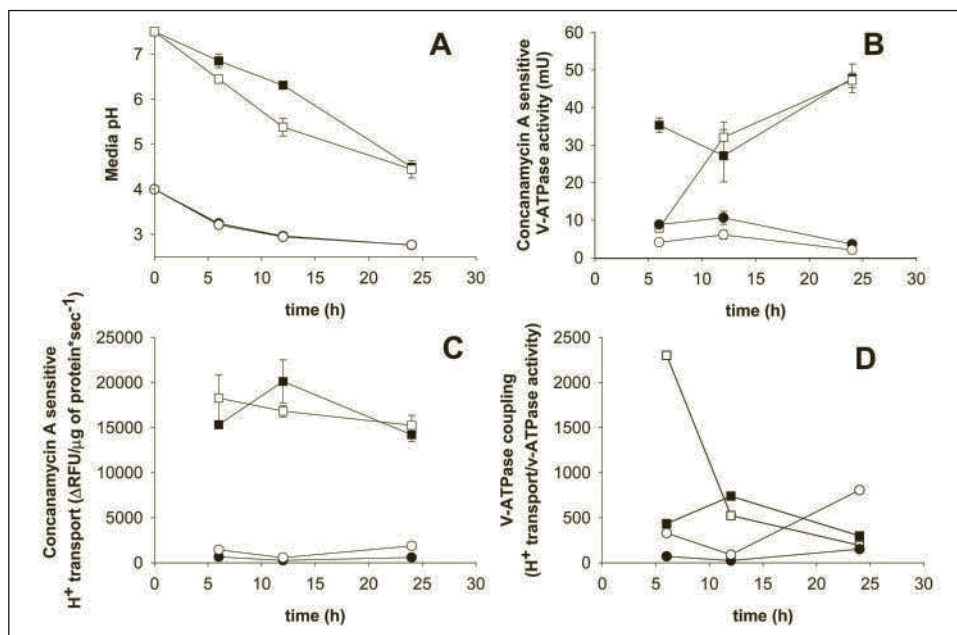 A
Media pH
7
6
5
4
3
0 5 10 15 20 25 30
time (h)
B
Concanamycin A sensitive
V-ATPase activity (mU)
60
50
40
30
20
10
0
0 5 10 15 20 25 30
time (h)
C
Concanamycin A sensitive
H+ transport (ΔRFU/µg of protein*sec-1)
25000
20000
15000
10000
5000
0
0 5 10 15 20 25 30
time (h)
D
V-ATPase coupling
(H+ transport/v-ATPase activity)
2500
2000
1500
1000
500
0
0 5 10 15 20 25 30
time (h)